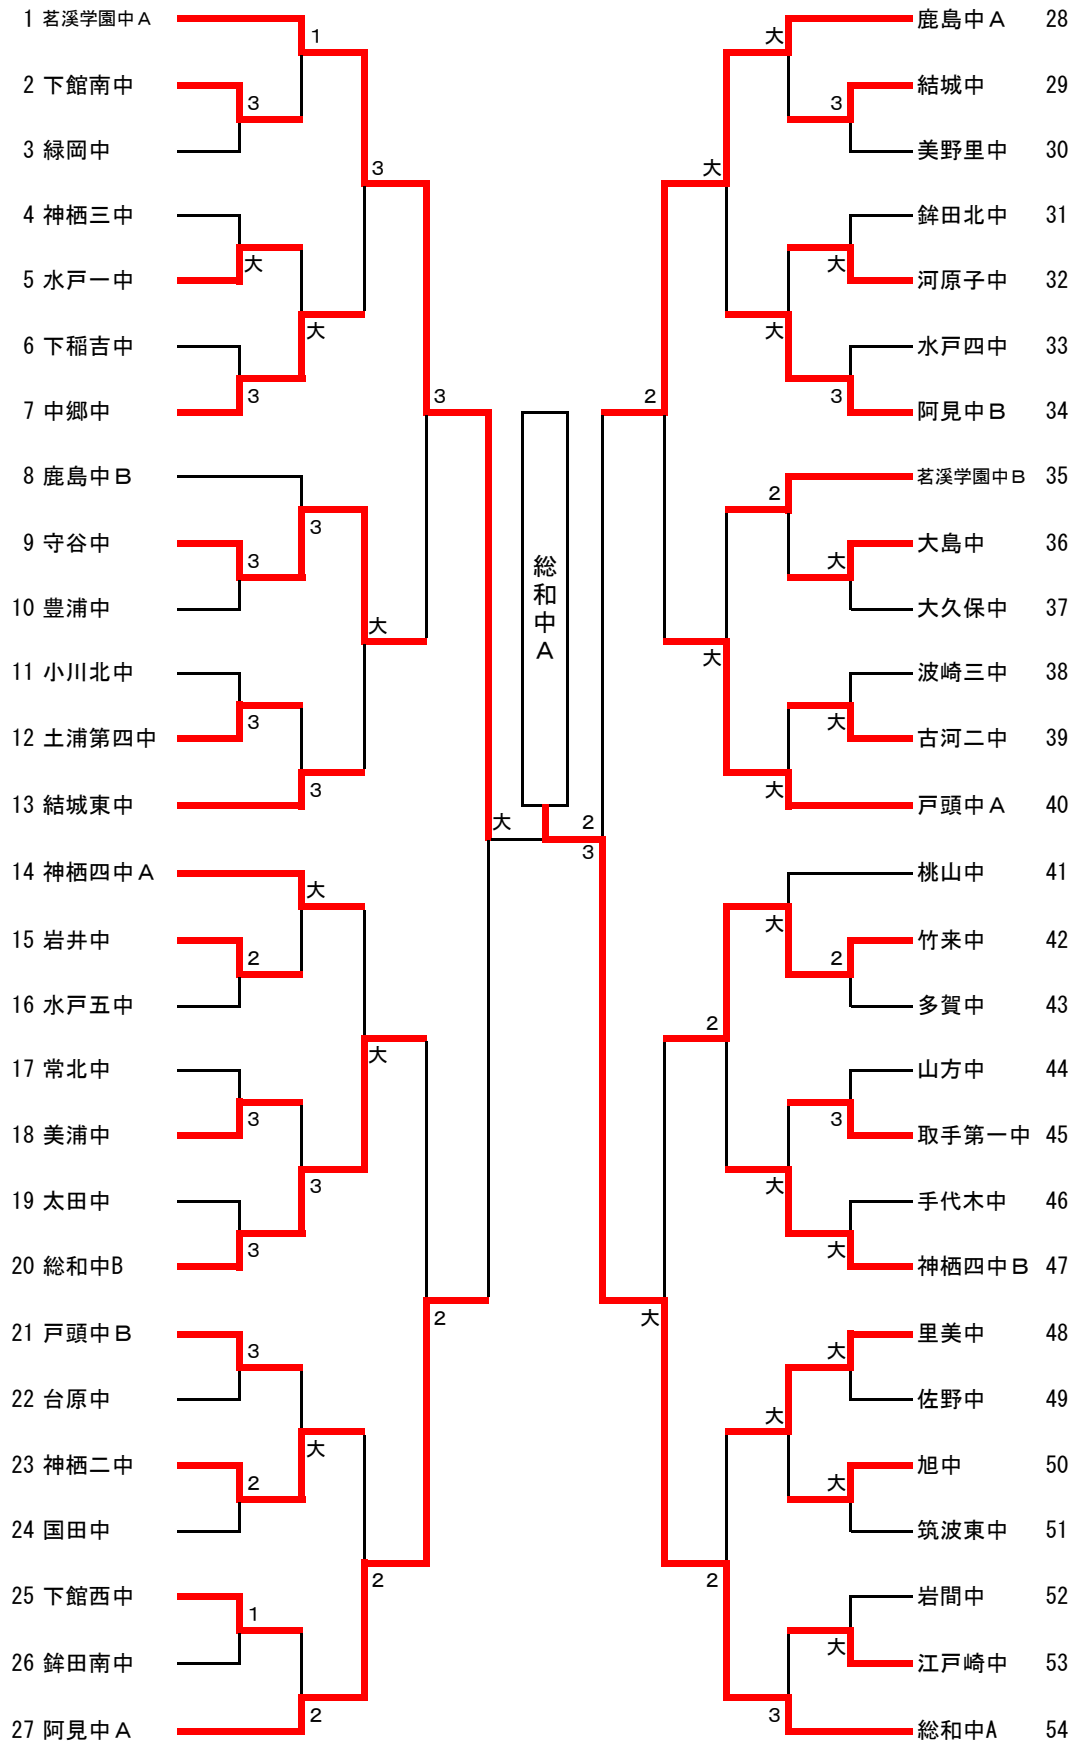 1 茗溪学園中A
1
2 下館南中
3
3 緑岡中
3
4 神栖三中
大
5 水戸一中
大
6 下稲吉中
3
7 中郷中
3
8 鹿島中B
3
9 守谷中
3
10 豊浦中
大
11 小川北中
3
12 土浦第四中
3
13 結城東中
大
14 神栖四中A
大
15 岩井中
2
16 水戸五中
大
17 常北中
3
18 美浦中
3
19 太田中
3
20 総和中B
2
21 戸頭中B
3
22 台原中
大
23 神栖二中
2
24 国田中
2
25 下館西中
1
26 鉾田南中
2
27 阿見中A
総和中A
2
3
鹿島中A 28
大
結城中 29
3
美野里中 30
大
鉾田北中 31
大
河原子中 32
大
水戸四中 33
3
阿見中B 34
2
茗溪学園中B 35
2
大島中 36
大
大久保中 37
大
波崎三中 38
大
古河二中 39
大
戸頭中A 40
桃山中 41
大
竹来中 42
2
多賀中 43
2
山方中 44
3
取手第一中 45
大
手代木中 46
大
神栖四中B 47
大
里美中 48
大
佐野中 49
大
旭中 50
大
筑波東中 51
2
岩間中 52
大
江戸崎中 53
3
総和中A 54